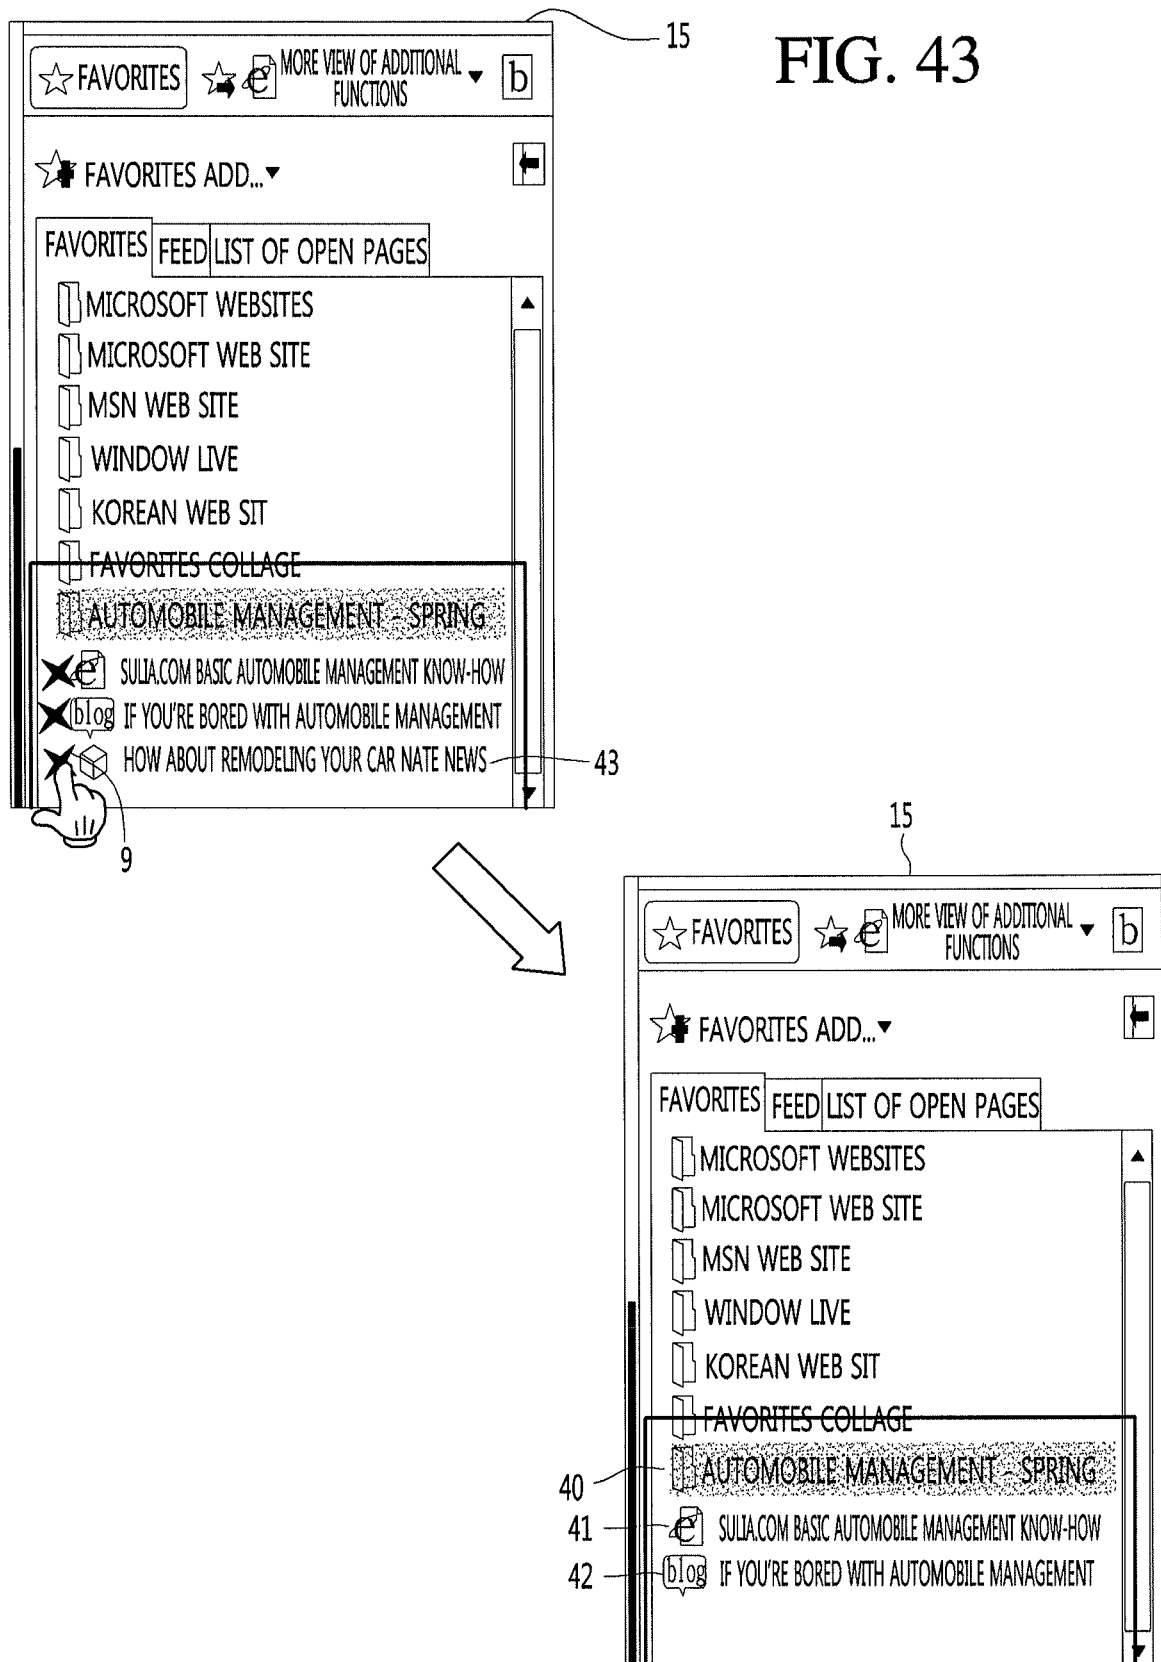 15
FIG. 43
FAVORITES
e
MORE VIEW OF ADDITIONAL
FUNCTIONS
b
FAVORITES ADD...
FAVORITES
FEED
LIST OF OPEN PAGES
MICROSOFT WEBSITES
MICROSOFT WEB SITE
MSN WEB SITE
WINDOW LIVE
KOREAN WEB SIT
FAVORITES COLLAGE
AUTOMOBILE MANAGEMENT - SPRING
e SULIA.COM BASIC AUTOMOBILE MANAGEMENT KNOW-HOW
blog IF YOU'RE BORED WITH AUTOMOBILE MANAGEMENT
HOW ABOUT REMODELING YOUR CAR NATE NEWS
43
9
15
FAVORITES
e
MORE VIEW OF ADDITIONAL
FUNCTIONS
b
FAVORITES ADD...
FAVORITES
FEED
LIST OF OPEN PAGES
MICROSOFT WEBSITES
MICROSOFT WEB SITE
MSN WEB SITE
WINDOW LIVE
KOREAN WEB SIT
FAVORITES COLLAGE
40
AUTOMOBILE MANAGEMENT - SPRING
41
e SULIA.COM BASIC AUTOMOBILE MANAGEMENT KNOW-HOW
42
blog IF YOU'RE BORED WITH AUTOMOBILE MANAGEMENT